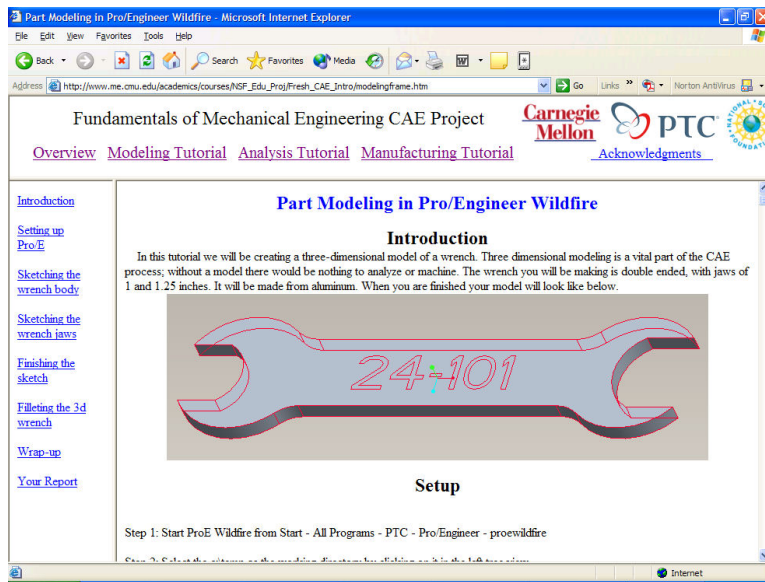 Part Modeling in Pro/Engineer Wildfire - Microsoft Internet Explorer
File Edit View Favorites Tools Help
Back Search Favorites Media
Address http://www.me.cmu.edu/academics/courses/NSF_Edu_Proj/Fresh_CAE_Intro/modelingframe.htm Go Links » Norton AntiVirus
Fundamentals of Mechanical Engineering CAE Project
Carnegie
Mellon
PTC
Overview Modeling Tutorial Analysis Tutorial Manufacturing Tutorial Acknowledgments
Introduction
Setting up
Pro/E
Sketching the
wrench body
Sketching the
wrench jaws
Finishing the
sketch
Filleting the 3d
wrench
Wrap-up
Your Report
Part Modeling in Pro/Engineer Wildfire
Introduction
In this tutorial we will be creating a three-dimensional model of a wrench. Three dimensional modeling is a vital part of the CAE
process; without a model there would be nothing to analyze or machine. The wrench you will be making is double ended, with jaws of
1 and 1.25 inches. It will be made from aluminum. When you are finished your model will look like below.
24-101
Setup
Step 1: Start ProE Wildfire from Start - All Programs - PTC - Pro/Engineer - proewildfire
Internet